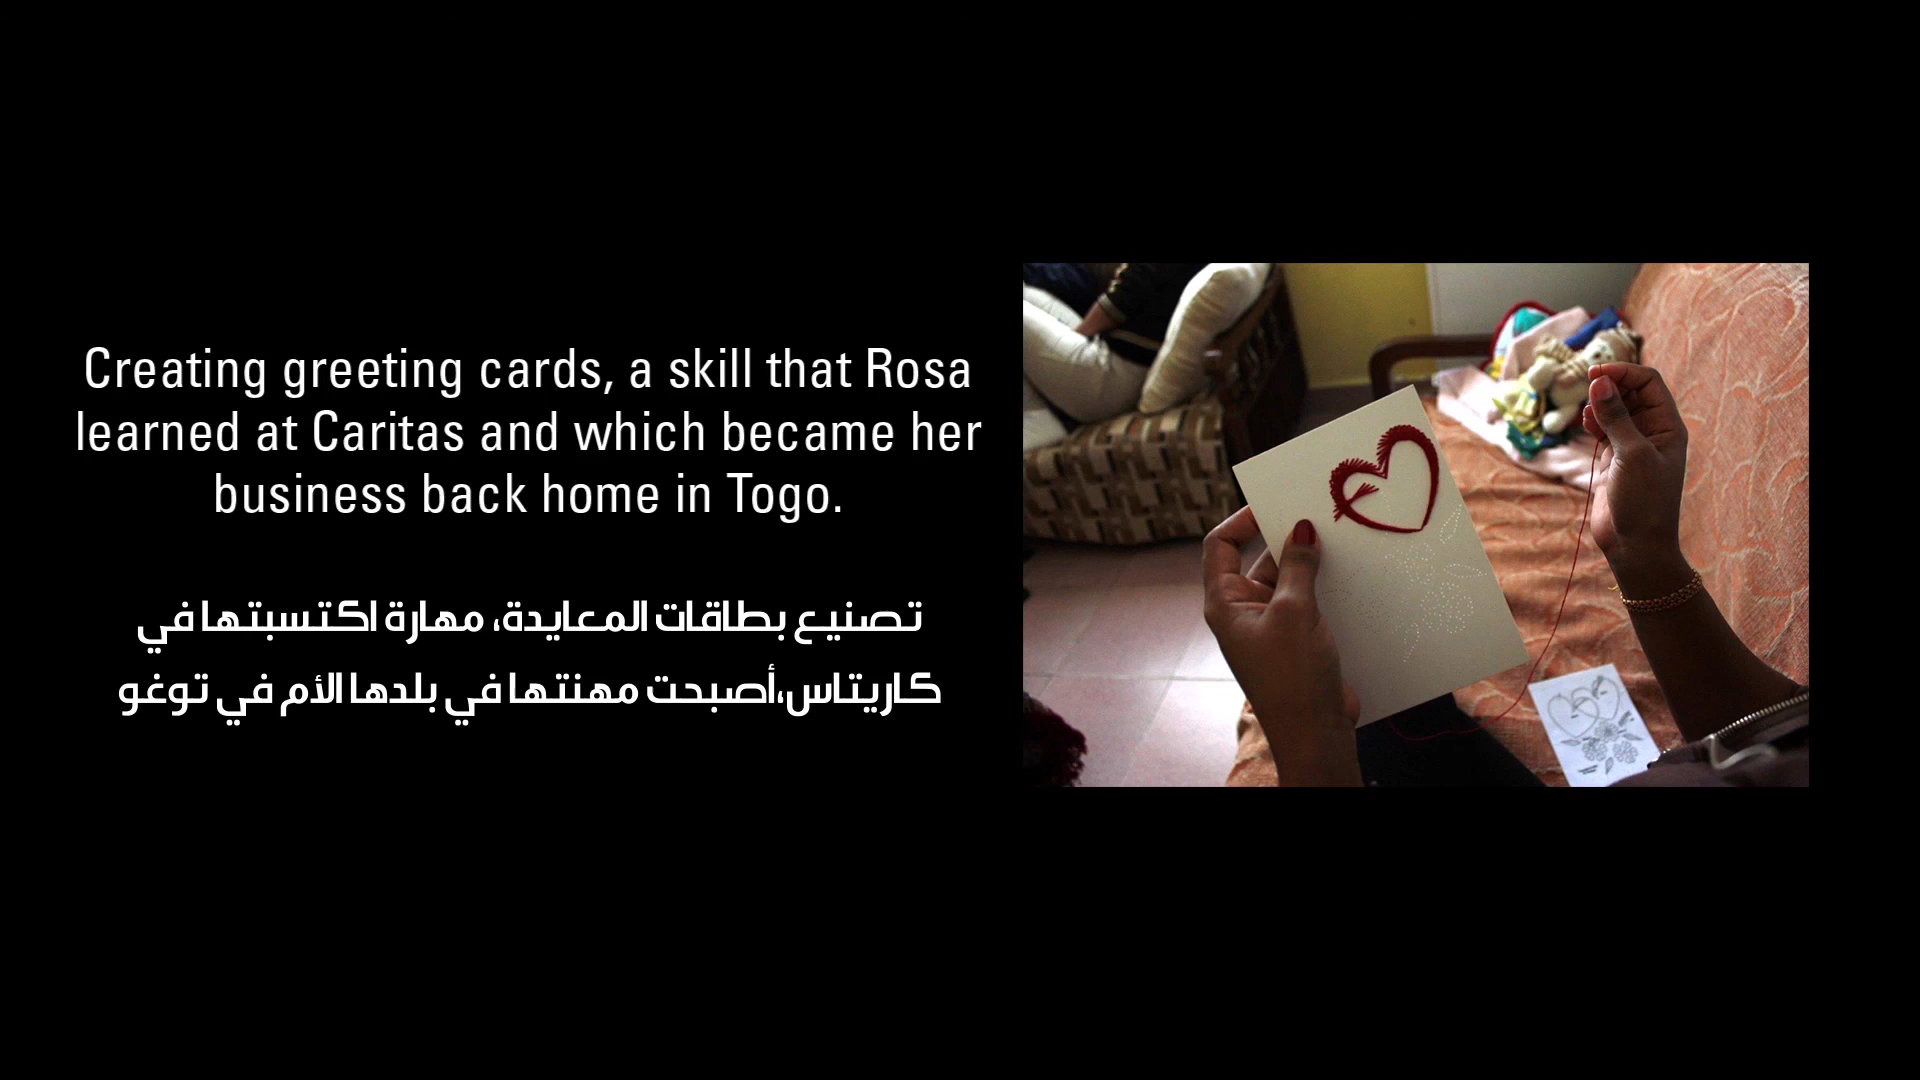 Creating greeting cards, a skill that Rosa
learned at Caritas and which became her
business back home in Togo.
تصنيع بطاقات المعايدة، مهارة اكتسبتها في
كاريتاس،أصبحت مهنتها في بلدها الأم في توغو